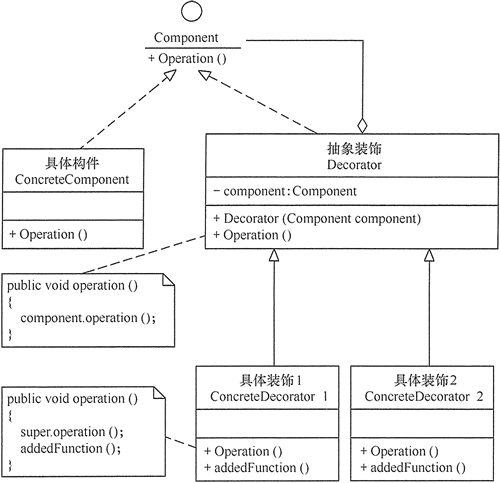 Component
+ Operation ()
具体构件
ConcreteComponent
+ Operation ()
抽象装饰
Decorator
− component:Component
+ Decorator (Component component)
+ Operation ()
public void operation ()
{
component.operation ();
}
具体装饰1
ConcreteDecorator 1
+ Operation ()
+ addedFunction ()
具体装饰2
ConcreteDecorator 2
+ Operation ()
+ addedFunction ()
public void operation ()
{
super.operation ();
addedFunction ();
}